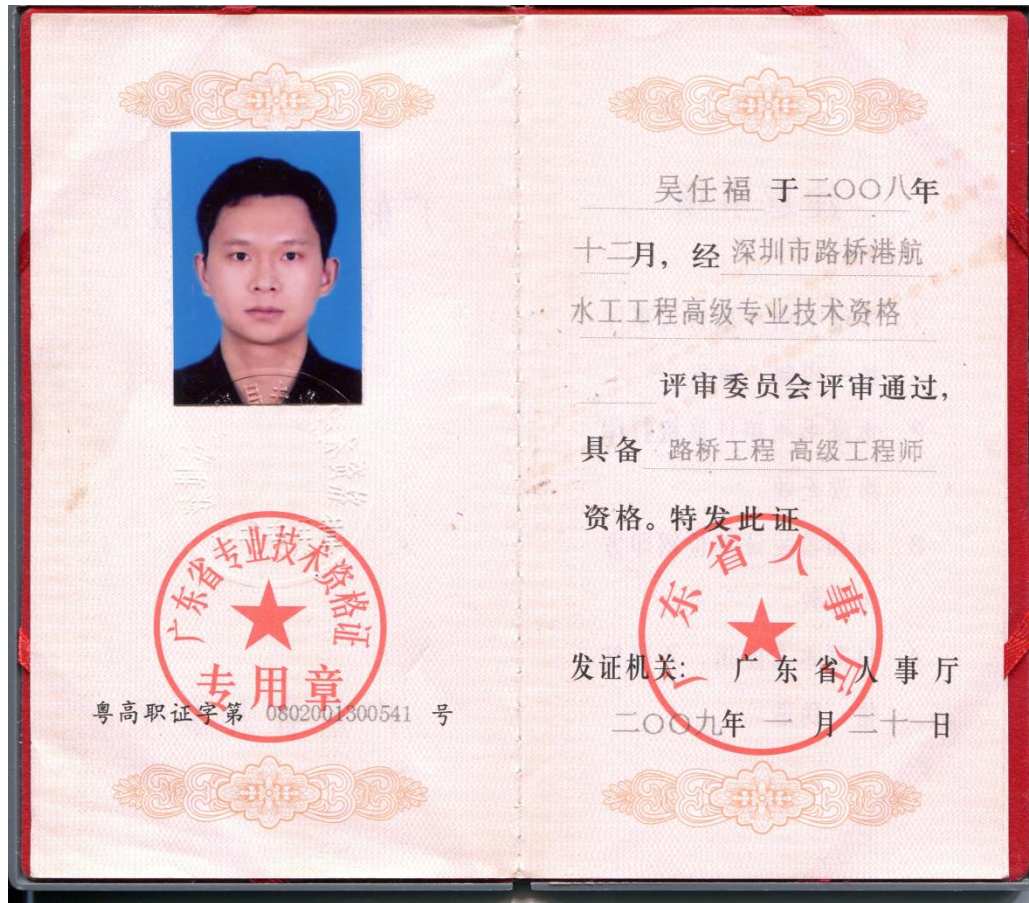 广东省专业技术资格证
专用章
粤高职证字第 0802001300541 号
吴任福 于二〇〇八年
十二月，经 深圳市路桥港航
水工工程高级专业技术资格
评审委员会评审通过，
具备 路桥工程 高级工程师
资格。特发此证
广东省人事厅
发证机关: 广东省人事厅
二〇〇九年 一 月二十一日